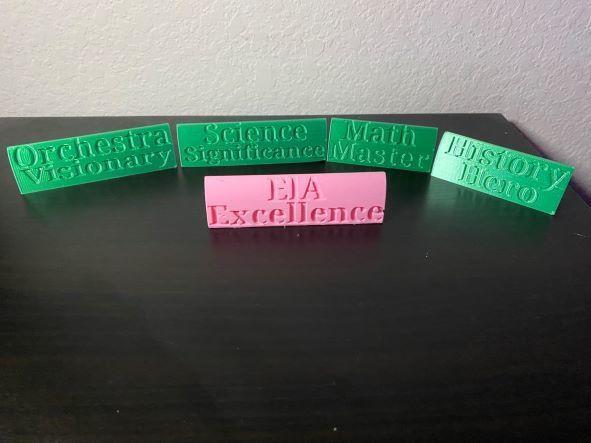 Orchestra
Visionary
Science
Significance
Math
Master
History
Hero
ElA
Excellence